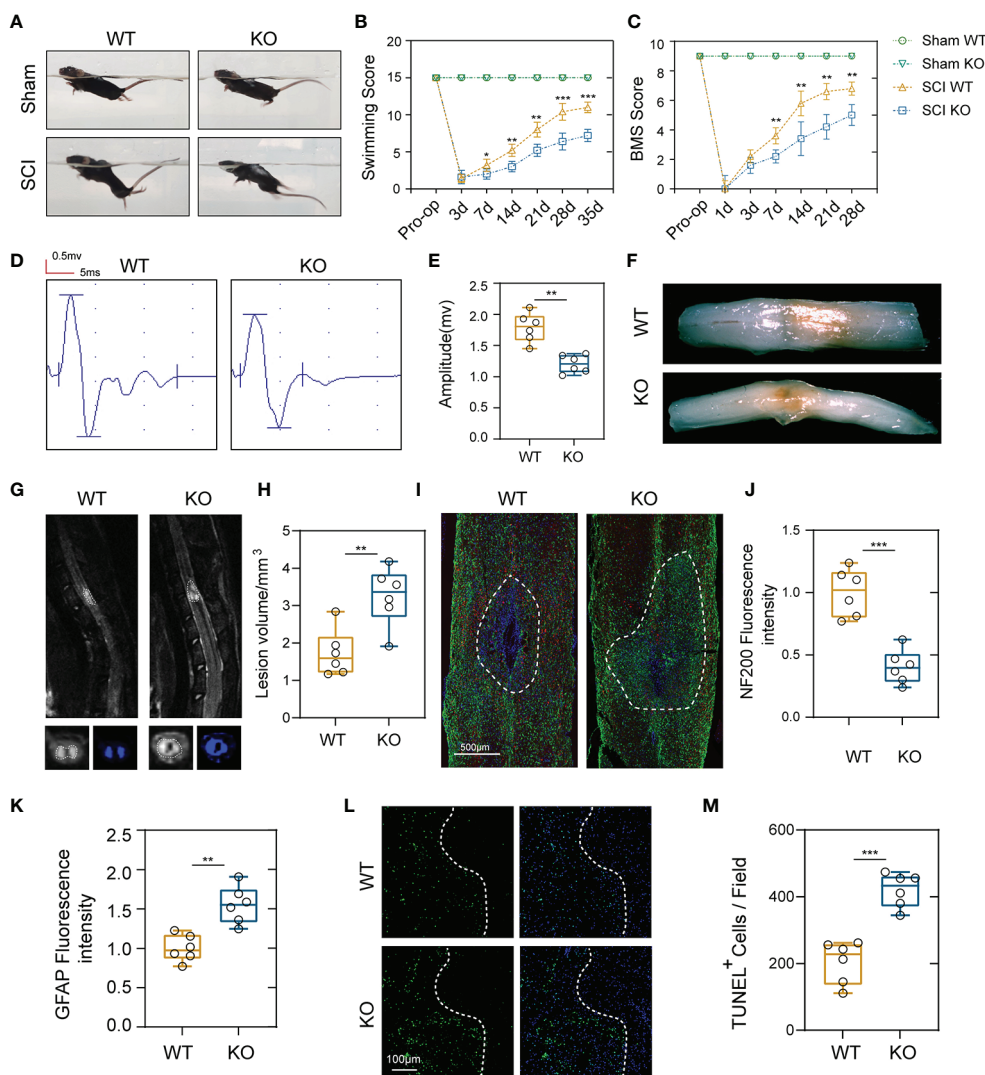 A
WT
KO
Sham
SCI
B
Swimming Score
20
15
10
5
0
*
**
**
***
***
Pro-op
3d
7d
14d
21d
28d
35d
C
BMS Score
9
8
6
4
2
0
**
**
**
**
Pro-op
1d
3d
7d
14d
21d
28d
Sham WT
Sham KO
SCI WT
SCI KO
D
0.5mv
5ms
WT
KO
E
Amplitude(mv)
2.5
2.0
1.5
1.0
0.5
0.0
**
WT
KO
F
WT
KO
G
WT
KO
H
Lesion volume/mm³
5
4
3
2
1
0
**
WT
KO
I
WT
KO
500μm
J
NF200 Fluorescence
intensity
1.5
1.0
0.5
0.0
***
WT
KO
K
GFAP Fluorescence
intensity
2.5
2.0
1.5
1.0
0.5
0.0
**
WT
KO
L
WT
KO
100μm
M
TUNEL⁺ Cells / Field
600
400
200
0
***
WT
KO